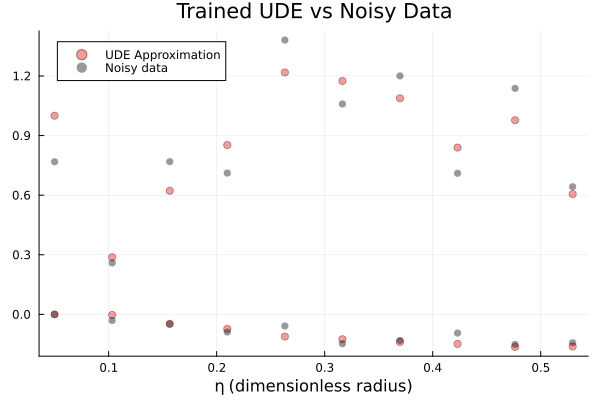 Trained UDE vs Noisy Data
UDE Approximation
Noisy data
1.2
0.9
0.6
0.3
0.0
0.1 0.2 0.3 0.4 0.5
η (dimensionless radius)